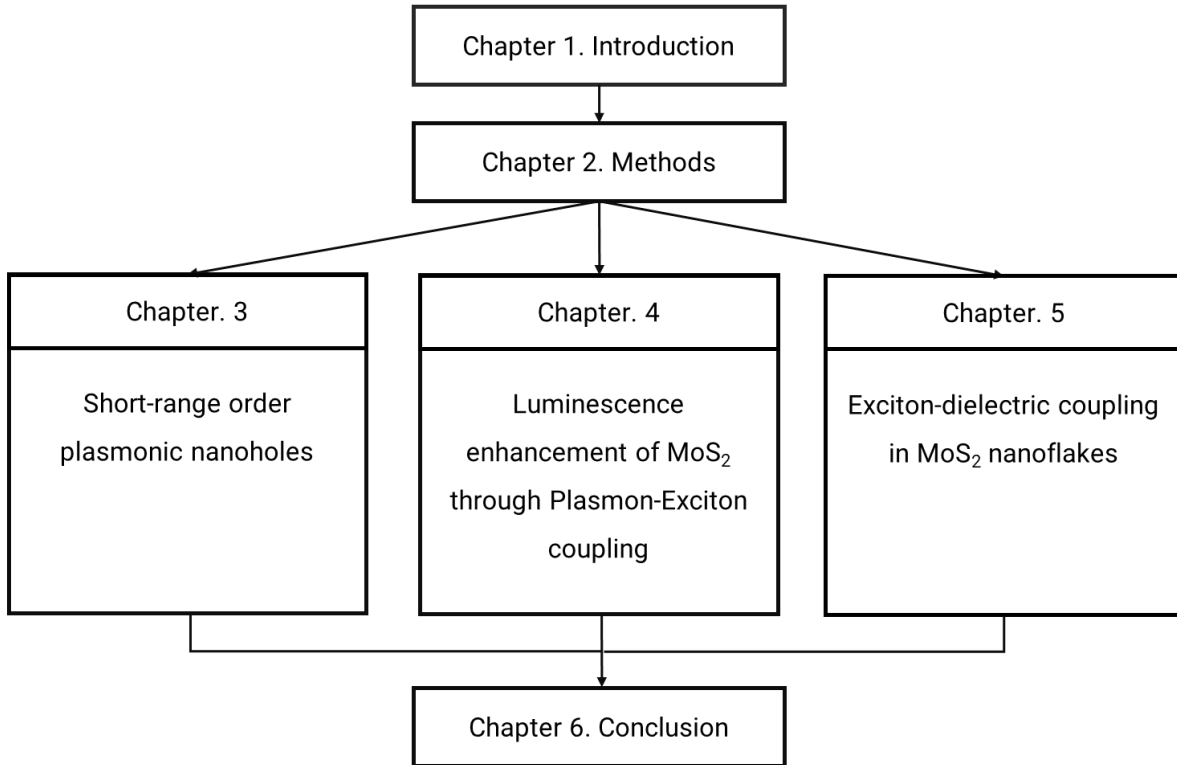 Chapter 1. Introduction
Chapter 2. Methods
Chapter. 3
Short-range order
plasmonic nanoholes
Chapter. 4
Luminescence
enhancement of MoS₂
through Plasmon-Exciton
coupling
Chapter. 5
Exciton-dielectric coupling
in MoS₂ nanoflakes
Chapter 6. Conclusion